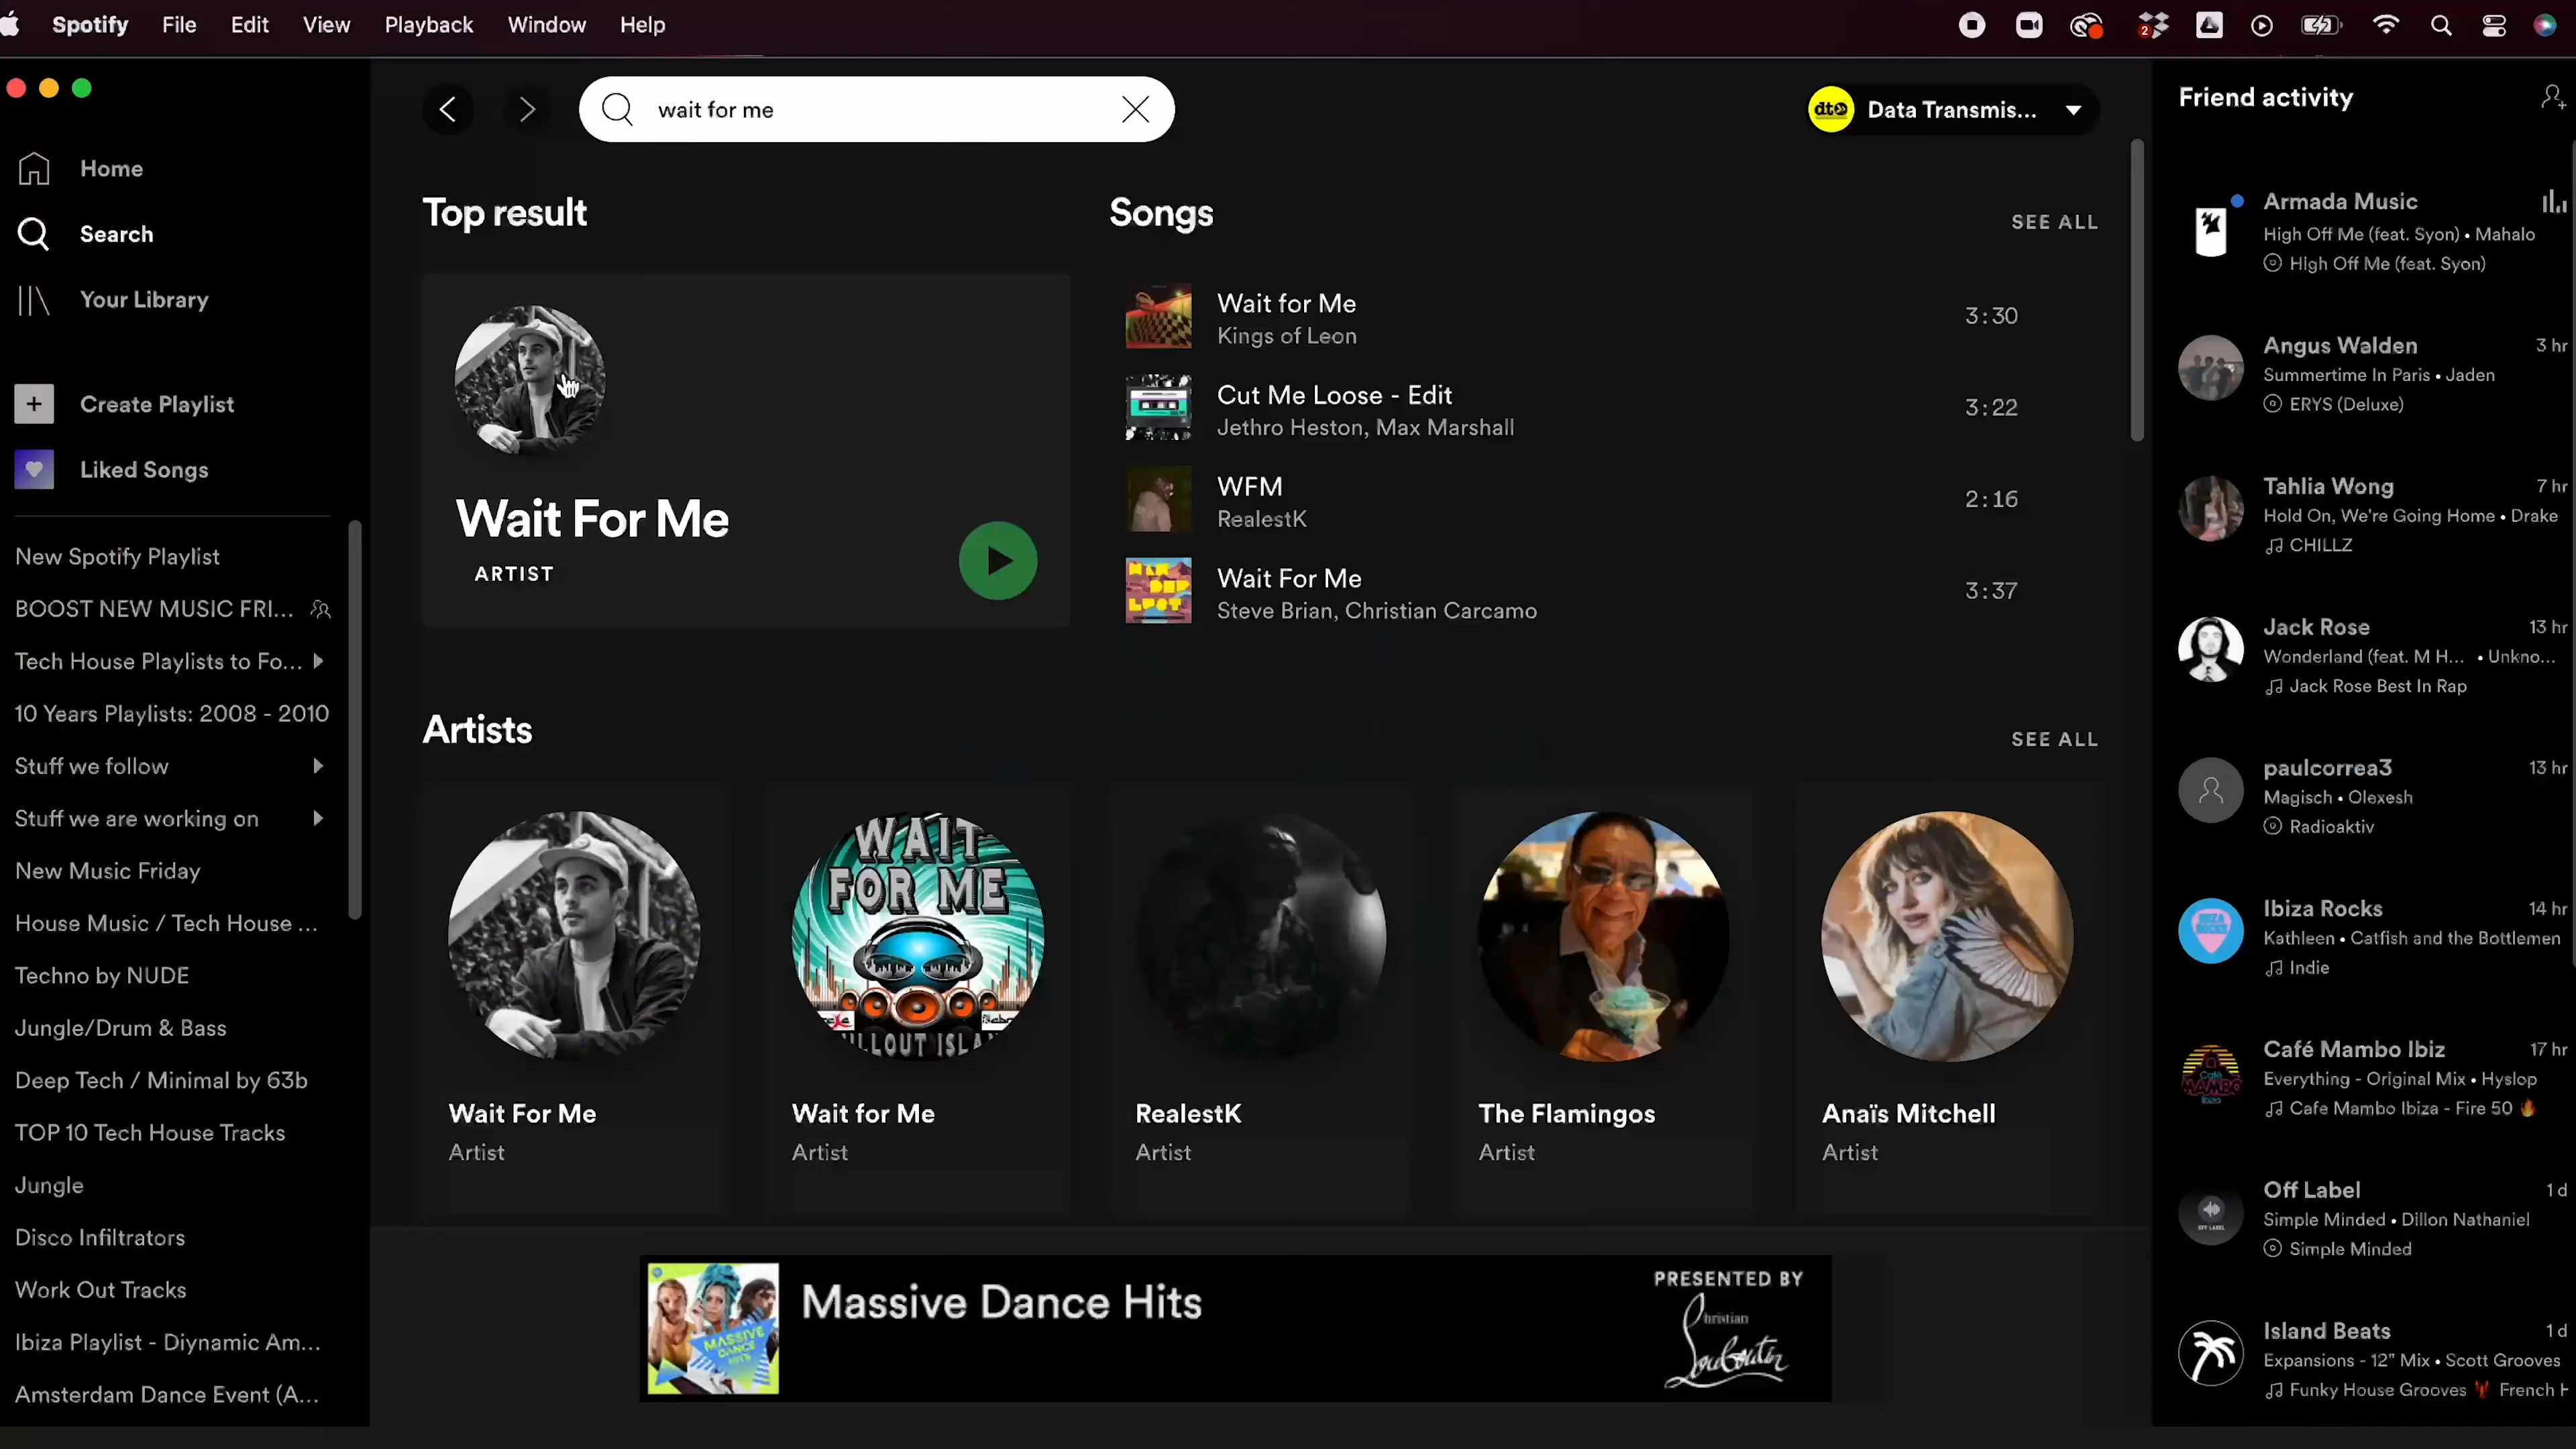 Spotify File Edit View Playback Window Help
2
wait for me
dt
Data Transmis...
Home
Search
Your Library
Create Playlist
Liked Songs
New Spotify Playlist
BOOST NEW MUSIC FRI...
Tech House Playlists to Fo...
10 Years Playlists: 2008 - 2010
Stuff we follow
Stuff we are working on
New Music Friday
House Music / Tech House ...
Techno by NUDE
Jungle/Drum & Bass
Deep Tech / Minimal by 63b
TOP 10 Tech House Tracks
Jungle
Disco Infiltrators
Work Out Tracks
Ibiza Playlist - Diynamic Am...
Amsterdam Dance Event (A...
Top result
Wait For Me
ARTIST
Songs
SEE ALL
Wait for Me
Kings of Leon
3:30
Cut Me Loose - Edit
Jethro Heston, Max Marshall
3:22
WFM
RealestK
2:16
Wait For Me
Steve Brian, Christian Carcamo
3:37
Artists
SEE ALL
WAIT
FOR ME
Wait For Me
Artist
Wait for Me
Artist
RealestK
Artist
The Flamingos
Artist
Anaïs Mitchell
Artist
MASSIVE
DANCE
HITS
Massive Dance Hits
PRESENTED BY
Christian
Louboutin
Friend activity
Armada Music
High Off Me (feat. Syon) • Mahalo
High Off Me (feat. Syon)
Angus Walden 3 hr
Summertime In Paris • Jaden
ERYS (Deluxe)
Tahlia Wong 7 hr
Hold On, We're Going Home • Drake
CHILLZ
Jack Rose 13 hr
Wonderland (feat. M H... • Unkno...
Jack Rose Best In Rap
paulcorrea3 13 hr
Magisch • Olexesh
Radioaktiv
Ibiza Rocks 14 hr
Kathleen • Catfish and the Bottlemen
Indie
Café Mambo Ibiz 17 hr
Everything - Original Mix • Hyslop
Cafe Mambo Ibiza - Fire 50 🔥
Off Label 1 d
Simple Minded • Dillon Nathaniel
Simple Minded
Island Beats 1 d
Expansions - 12" Mix • Scott Grooves
Funky House Grooves 🦞 French H